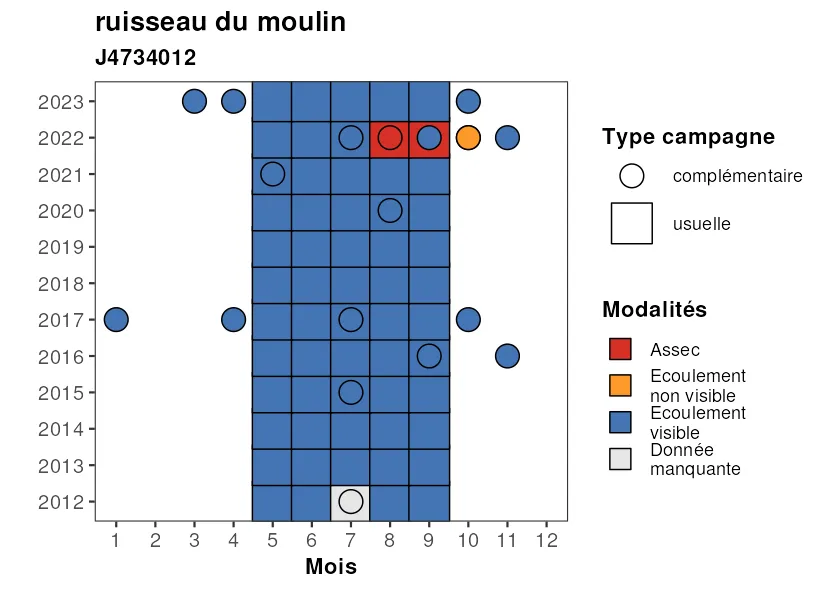 ruisseau du moulin
J4734012
2023
2022
2021
2020
2019
2018
2017
2016
2015
2014
2013
2012
1 2 3 4 5 6 7 8 9 10 11 12
Mois
Type campagne
complémentaire
usuelle
Modalités
Assec
Ecoulement
non visible
Ecoulement
visible
Donnée
manquante